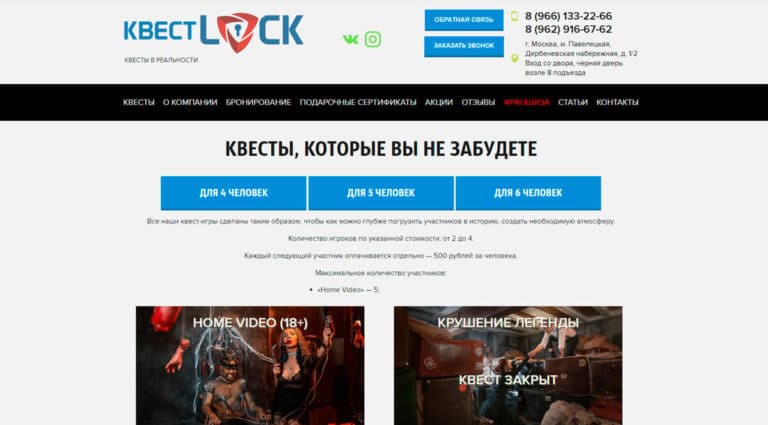 КВЕСТ LOCK
КВЕСТЫ В РЕАЛЬНОСТИ
ОБРАТНАЯ СВЯЗЬ
ЗАКАЗАТЬ ЗВОНОК
8 (966) 133-22-66
8 (962) 916-67-62
г. Москва, м. Павелецкая,
Дербеневская набережная, д. 1/2
Вход со двора, черная дверь
возле 8 подъезда
КВЕСТЫ О КОМПАНИИ БРОНИРОВАНИЕ ПОДАРОЧНЫЕ СЕРТИФИКАТЫ АКЦИИ ОТЗЫВЫ ФРАНШИЗА СТАТЬИ КОНТАКТЫ
КВЕСТЫ, КОТОРЫЕ ВЫ НЕ ЗАБУДЕТЕ
ДЛЯ 4 ЧЕЛОВЕК ДЛЯ 5 ЧЕЛОВЕК ДЛЯ 6 ЧЕЛОВЕК
Все наши квест-игры сделаны таким образом, чтобы как можно глубже погрузить участников в историю, создать необходимую атмосферу.
Количество игроков по указанной стоимости: от 2 до 4.
Каждый следующий участник оплачивается отдельно — 500 рублей за человека.
Максимальное количество участников:
• «Home Video» — 5;
HOME VIDEO (18+)
КРУШЕНИЕ ЛЕГЕНДЫ
КВЕСТ ЗАКРЫТ